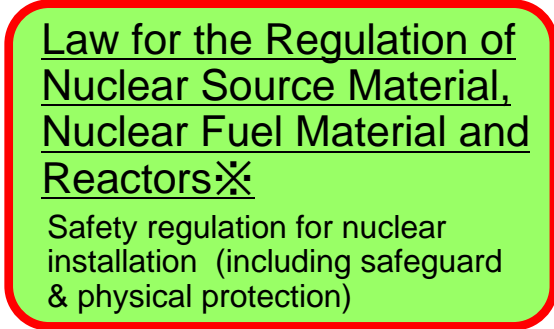 Law for the Regulation of
Nuclear Source Material,
Nuclear Fuel Material and
Reactors※
Safety regulation for nuclear
installation  (including safeguard
& physical protection)